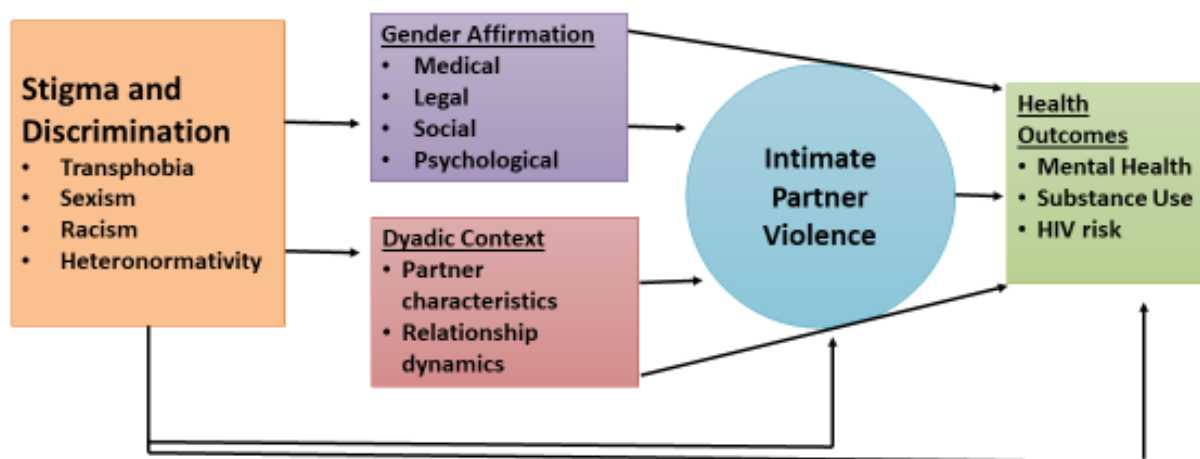 Stigma and
Discrimination
• Transphobia
• Sexism
• Racism
• Heteronormativity
Gender Affirmation
• Medical
• Legal
• Social
• Psychological
Dyadic Context
• Partner
characteristics
• Relationship
dynamics
Intimate
Partner
Violence
Health
Outcomes
• Mental Health
• Substance Use
• HIV risk